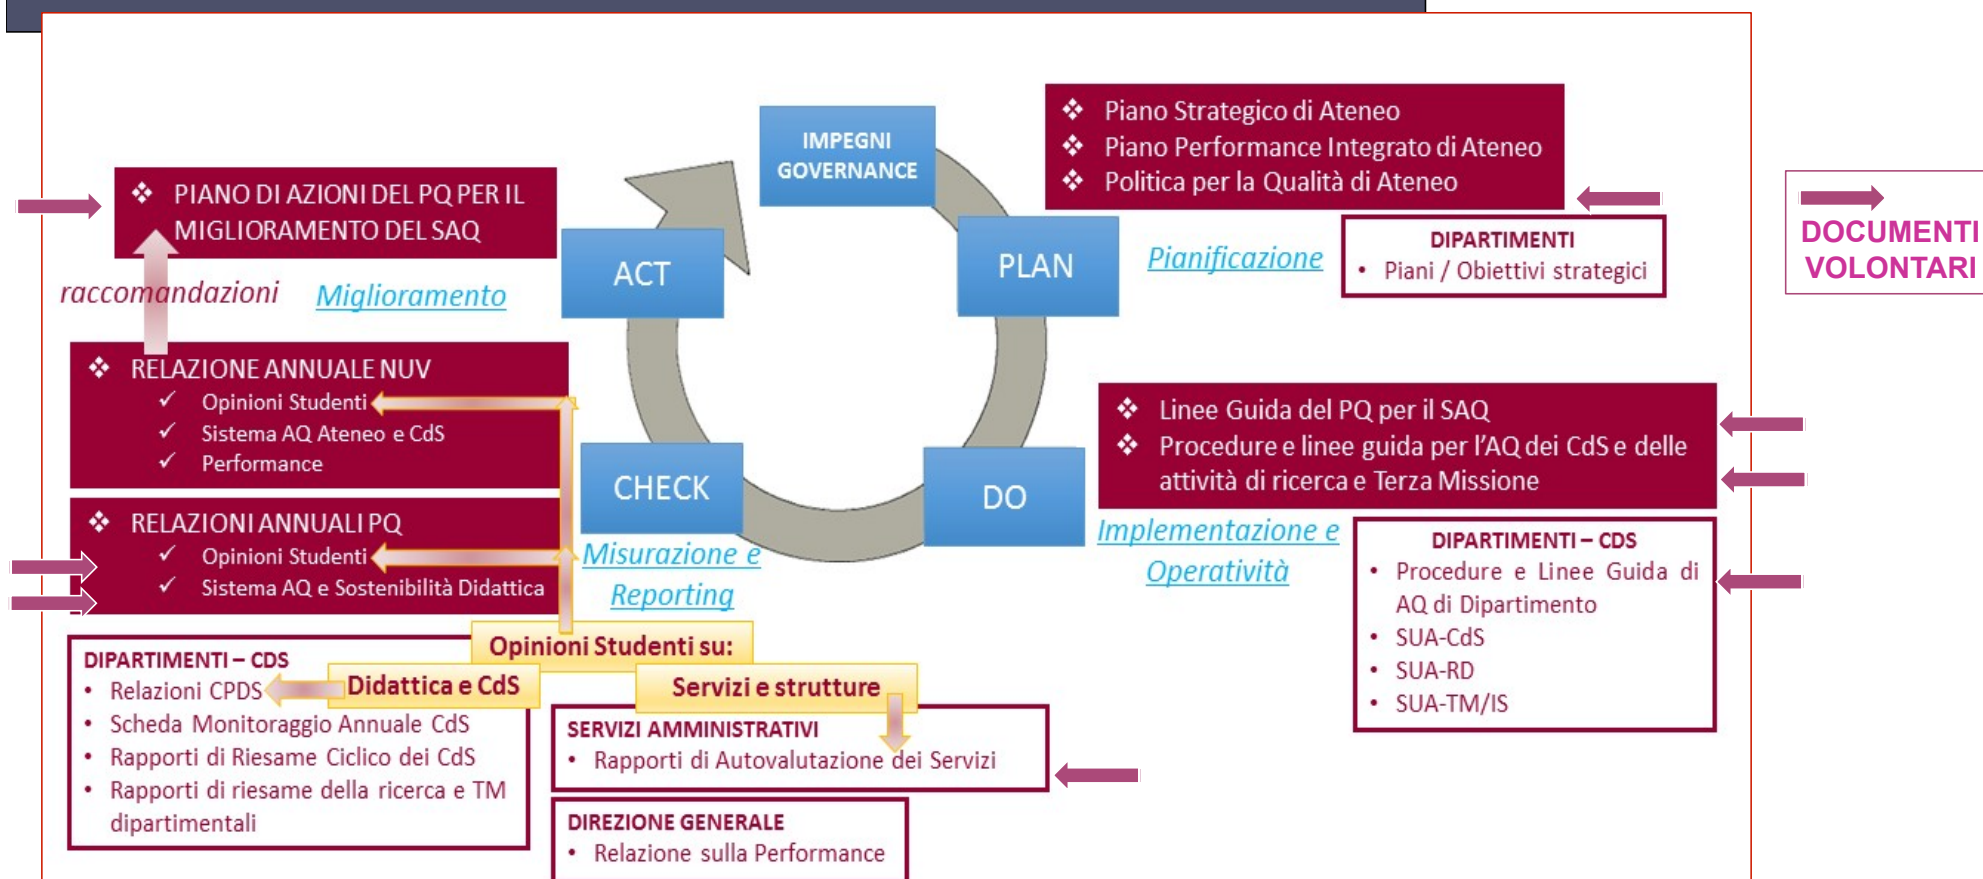 IMPEGNI
GOVERNANCE
❖ Piano Strategico di Ateneo
❖ Piano Performance Integrato di Ateneo
❖ Politica per la Qualità di Ateneo
PLAN
Pianificazione
DIPARTIMENTI
• Piani / Obiettivi strategici
DOCUMENTI
VOLONTARI
❖ PIANO DI AZIONI DEL PQ PER IL
MIGLIORAMENTO DEL SAQ
ACT
raccomandazioni
Miglioramento
❖ RELAZIONE ANNUALE NUV
✓ Opinioni Studenti
✓ Sistema AQ Ateneo e CdS
✓ Performance
❖ RELAZIONI ANNUALI PQ
✓ Opinioni Studenti
✓ Sistema AQ e Sostenibilità Didattica
CHECK
Misurazione e
Reporting
DO
❖ Linee Guida del PQ per il SAQ
❖ Procedure e linee guida per l'AQ dei CdS e delle
attività di ricerca e Terza Missione
Implementazione e
Operatività
DIPARTIMENTI – CDS
• Procedure e Linee Guida di
AQ di Dipartimento
• SUA-CdS
• SUA-RD
• SUA-TM/IS
Opinioni Studenti su:
Didattica e CdS
Servizi e strutture
DIPARTIMENTI – CDS
• Relazioni CPDS
• Scheda Monitoraggio Annuale CdS
• Rapporti di Riesame Ciclico dei CdS
• Rapporti di riesame della ricerca e TM
dipartimentali
SERVIZI AMMINISTRATIVI
• Rapporti di Autovalutazione dei Servizi
DIREZIONE GENERALE
• Relazione sulla Performance